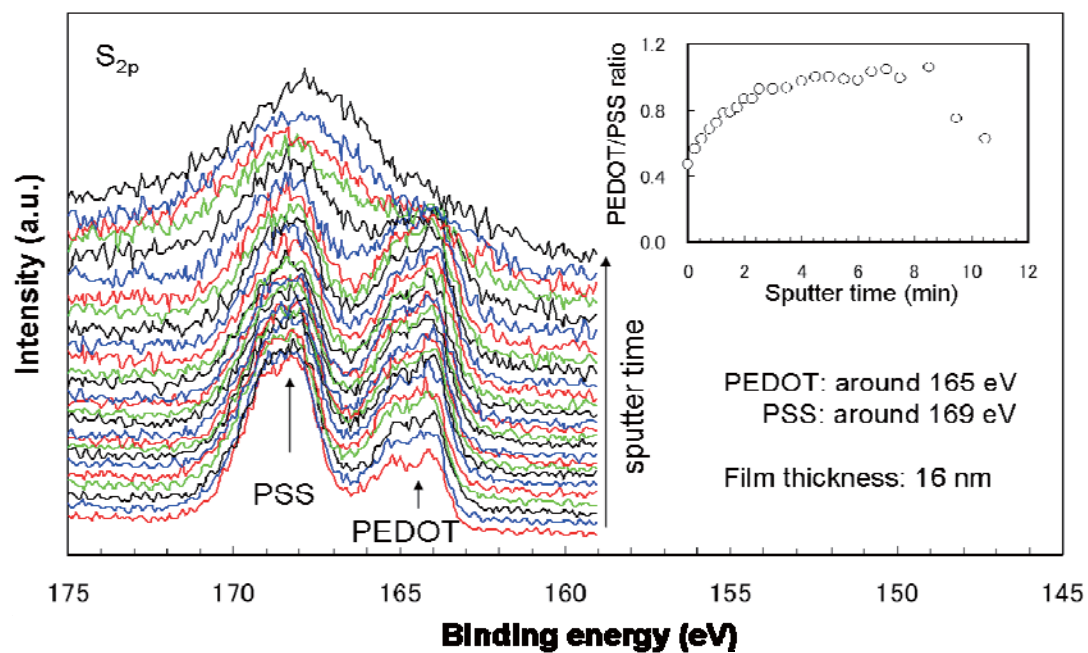 S2p
1.2
0.8
0.4
0.0
PEDOT/PSS ratio
0 2 4 6 8 10 12
Sputter time (min)
Intensity (a.u.)
PSS
PEDOT
sputter time
PEDOT: around 165 eV
PSS: around 169 eV
Film thickness: 16 nm
175 170 165 160 155 150 145
Binding energy (eV)